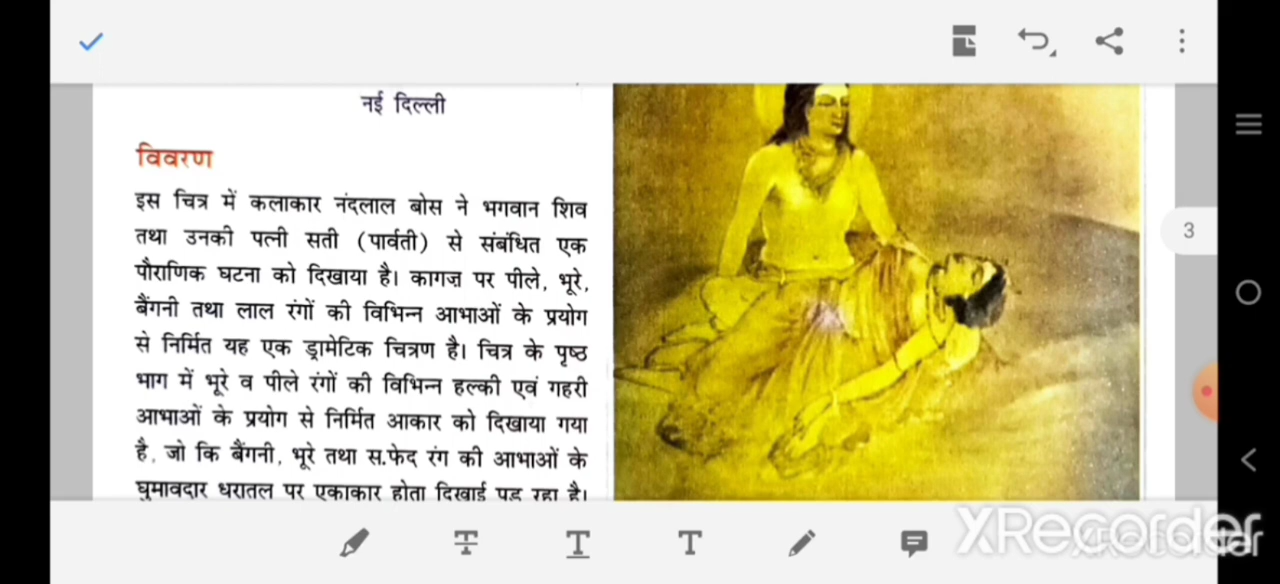 नई दिल्ली
विवरण
इस चित्र में कलाकार नंदलाल बोस ने भगवान शिव
तथा उनकी पत्नी सती (पार्वती) से संबंधित एक
पौराणिक घटना को दिखाया है। कागज़ पर पीले, भूरे,
बैंगनी तथा लाल रंगों की विभिन्न आभाओं के प्रयोग
से निर्मित यह एक ड्रामेटिक चित्रण है। चित्र के पृष्ठ
भाग में भूरे व पीले रंगों की विभिन्न हल्की एवं गहरी
आभाओं के प्रयोग से निर्मित आकार को दिखाया गया
है, जो कि बैंगनी, भूरे तथा स.फेद रंग की आभाओं के
घुमावदार धरातल पर एकाकार होता दिखाई पड़ रहा है।
3
T T T
XRecorder